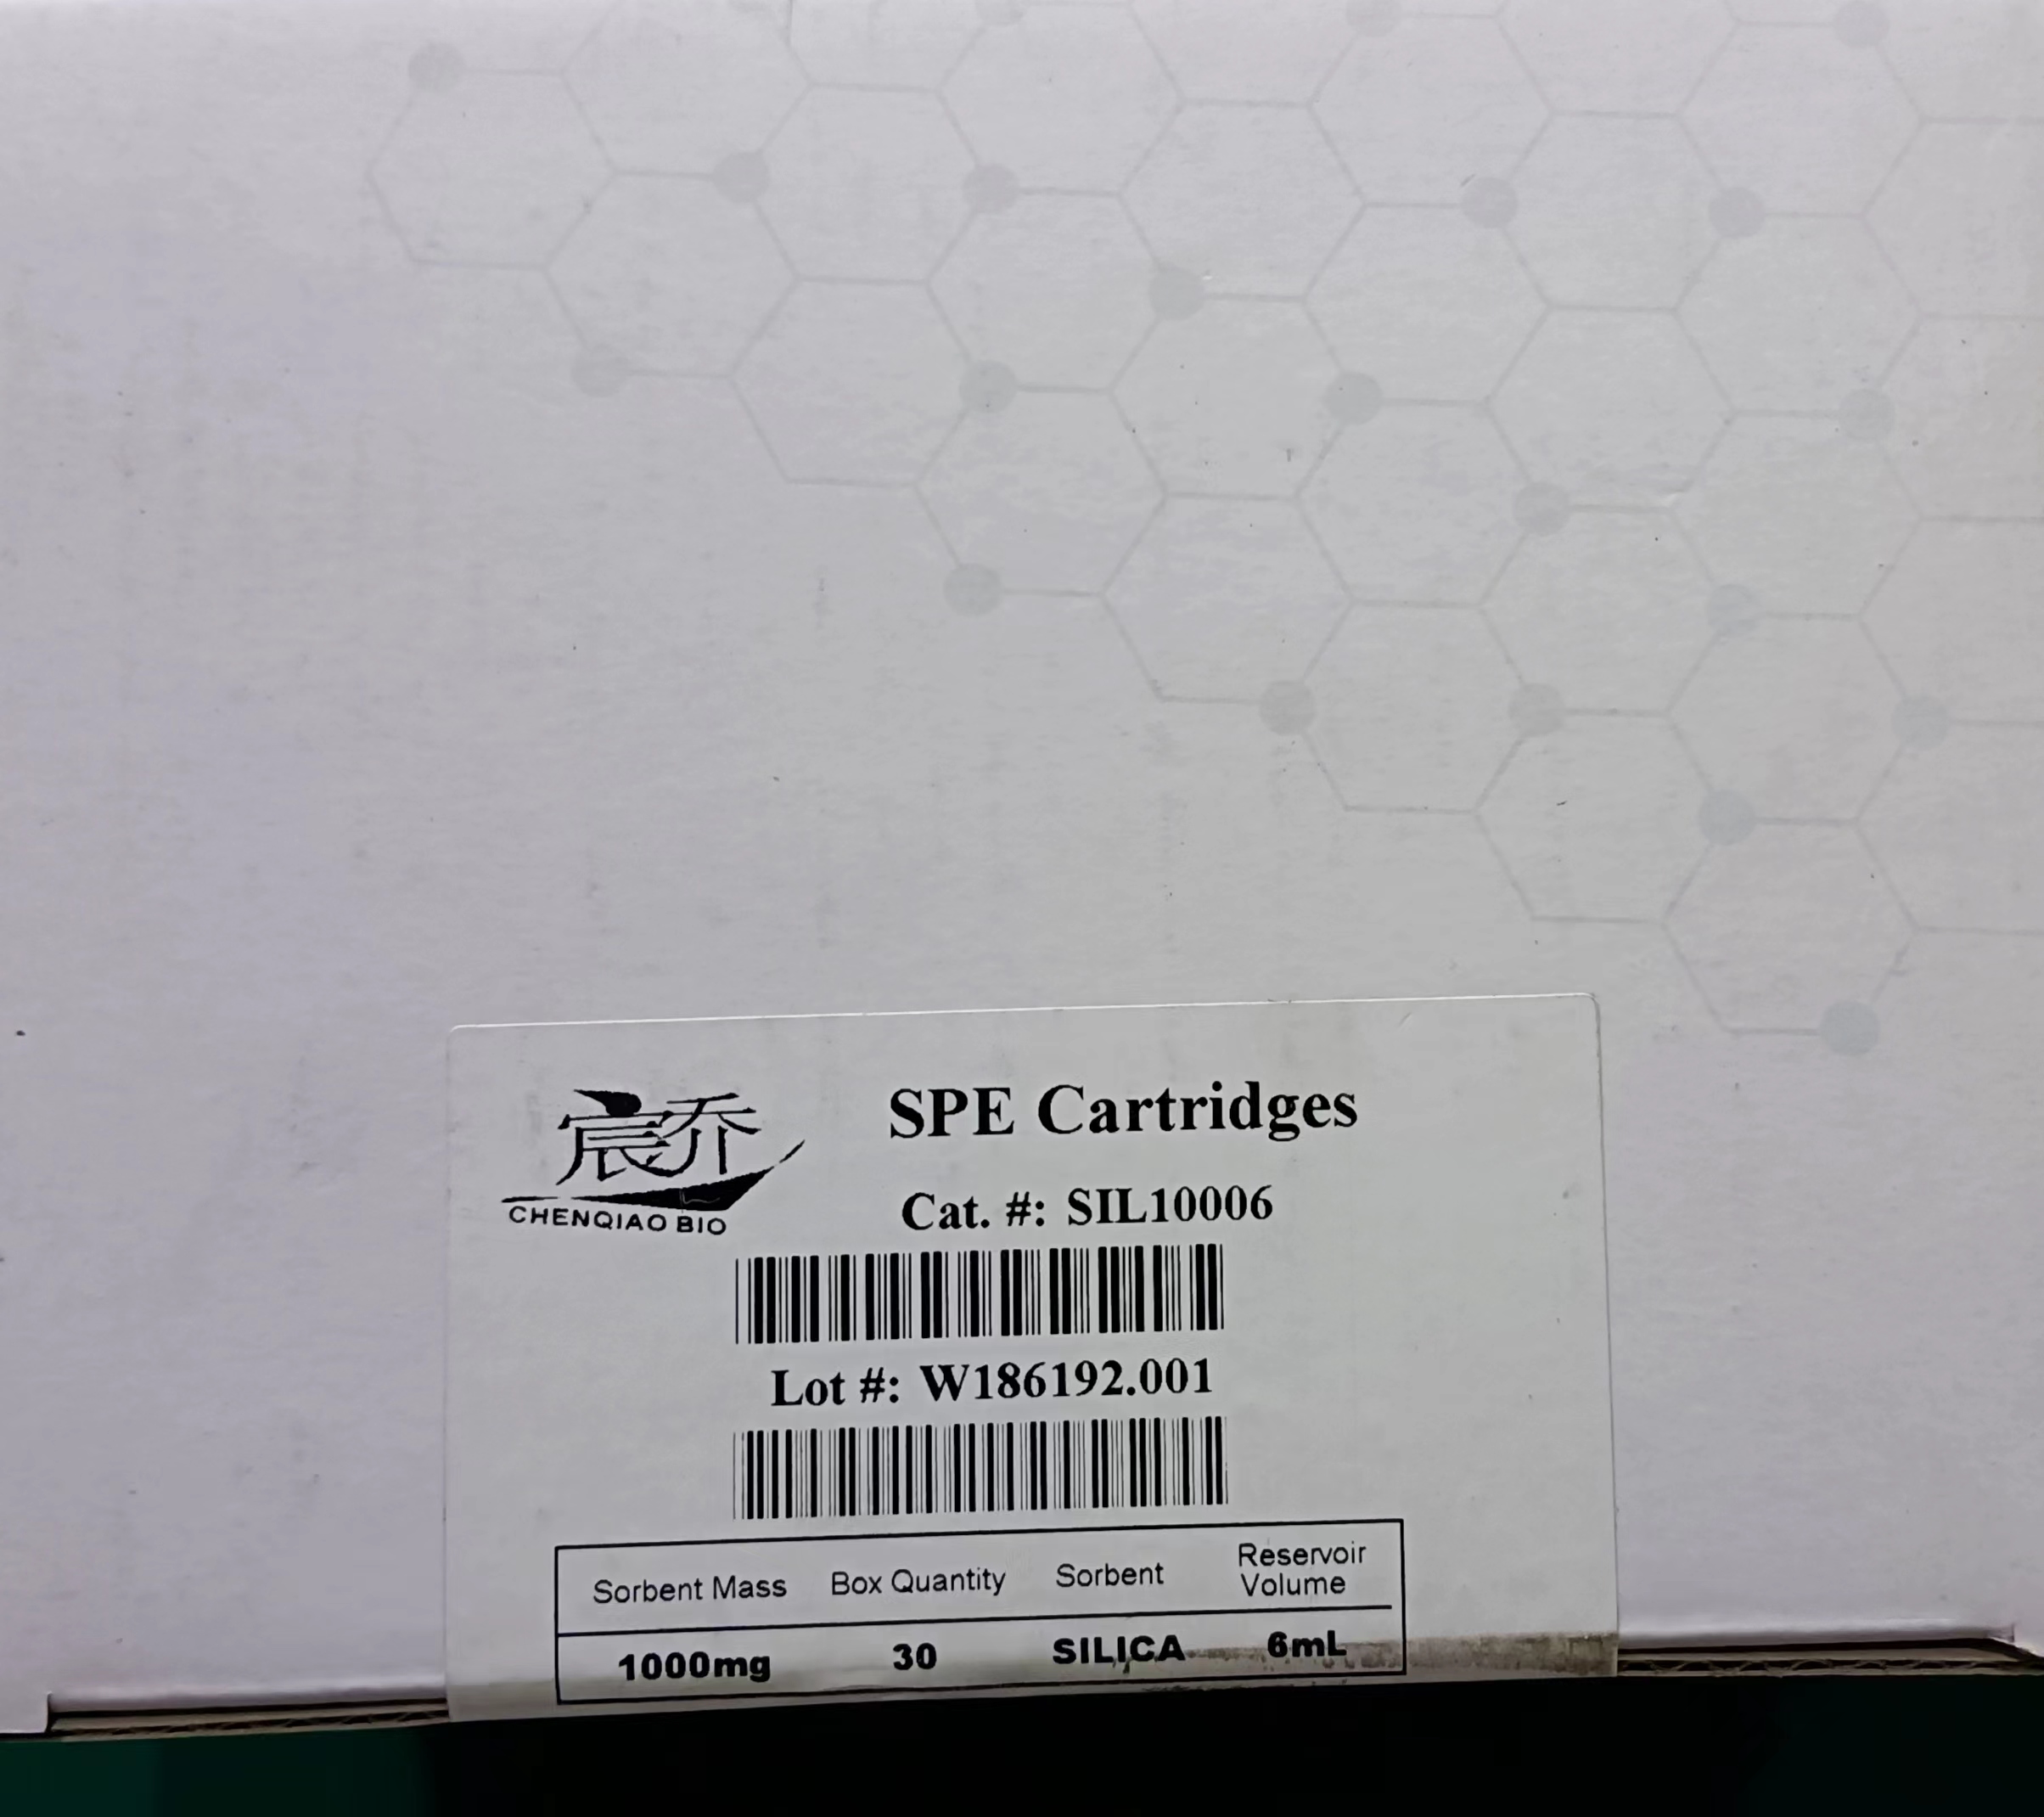 宸乔
CHENQIAO BIO
SPE Cartridges
Cat. #: SIL10006
Lot #: W186192.001
Sorbent Mass Box Quantity Sorbent Reservoir Volume
1000mg 30 SILICA 6mL